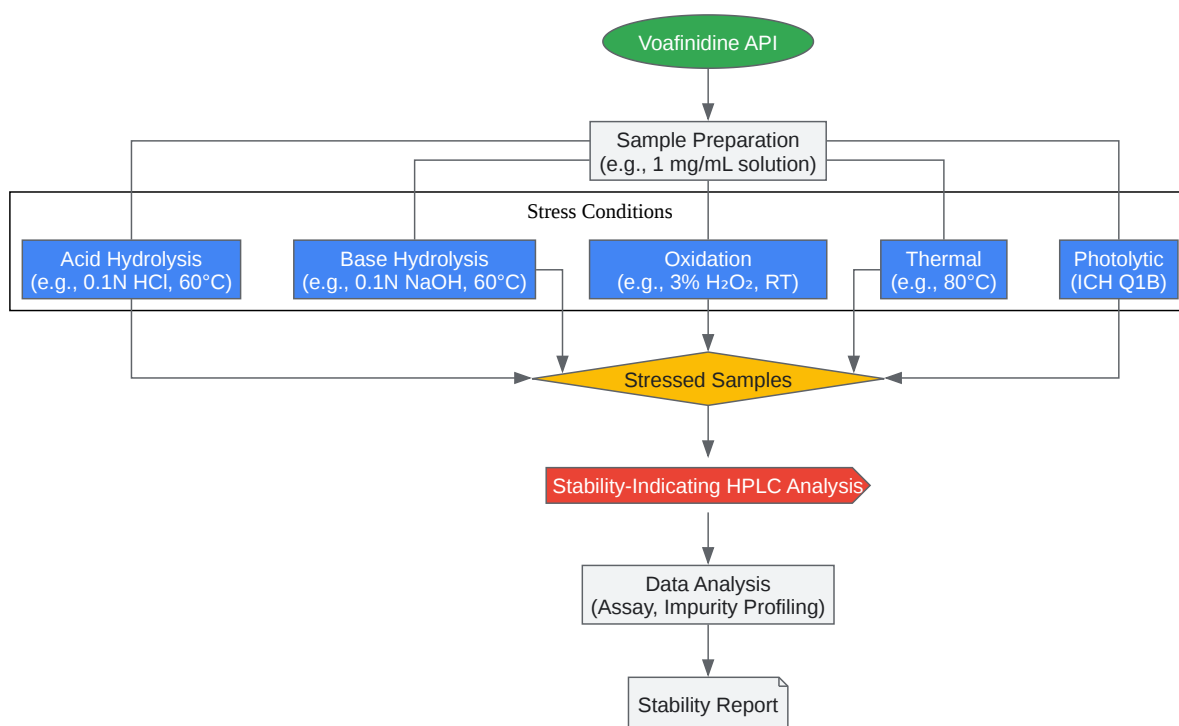 Voafinidine API
Sample Preparation
(e.g., 1 mg/mL solution)
Stress Conditions
Acid Hydrolysis
(e.g., 0.1N HCl, 60°C)
Base Hydrolysis
(e.g., 0.1N NaOH, 60°C)
Oxidation
(e.g., 3% H₂O₂, RT)
Thermal
(e.g., 80°C)
Photolytic
(ICH Q1B)
Stressed Samples
Stability-Indicating HPLC Analysis
Data Analysis
(Assay, Impurity Profiling)
Stability Report